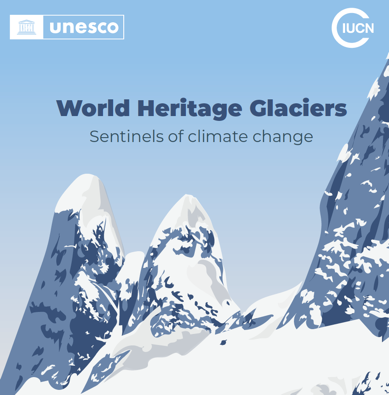 unesco
IUCN
World Heritage Glaciers
Sentinels of climate change